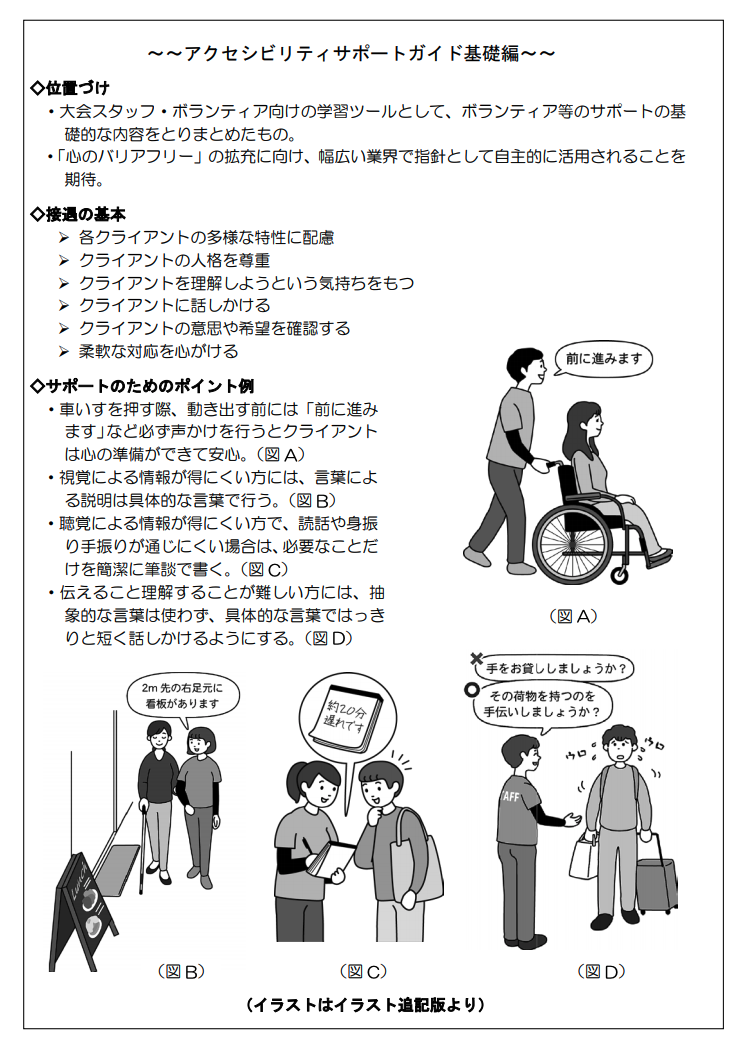 ~~アクセシビリティサポートガイド基礎編~~
◇位置づけ
・大会スタッフ・ボランティア向けの学習ツールとして、ボランティア等のサポートの基
礎的な内容をとりまとめたもの。
・「心のバリアフリー」の拡充に向け、幅広い業界で指針として自主的に活用されることを
期待。
◇接遇の基本
➢ 各クライアントの多様な特性に配慮
➢ クライアントの人格を尊重
➢ クライアントを理解しようという気持ちをもつ
➢ クライアントに話しかける
➢ クライアントの意思や希望を確認する
➢ 柔軟な対応を心がける
◇サポートのためのポイント例
・車いすを押す際、動き出す前には「前に進み
ます」など必ず声かけを行うとクライアント
は心の準備ができて安心。(図A)
・視覚による情報が得にくい方には、言葉によ
る説明は具体的な言葉で行う。(図B)
・聴覚による情報が得にくい方で、読話や身振
り手振りが通じにくい場合は、必要なことだ
けを簡潔に筆談で書く。(図C)
・伝えること理解することが難しい方には、抽
象的な言葉は使わず、具体的な言葉ではっき
りと短く話しかけるようにする。(図D)
前に進みます
(図A)
2m先の右足元に
看板があります
LUNCH
(図B)
約20分
遅れです
(図C)
×手をお貸ししましょうか?
○その荷物を持つのを
手伝いしましょうか?
ウロ
ウロ
STAFF
(図D)
(イラストはイラスト追記版より)